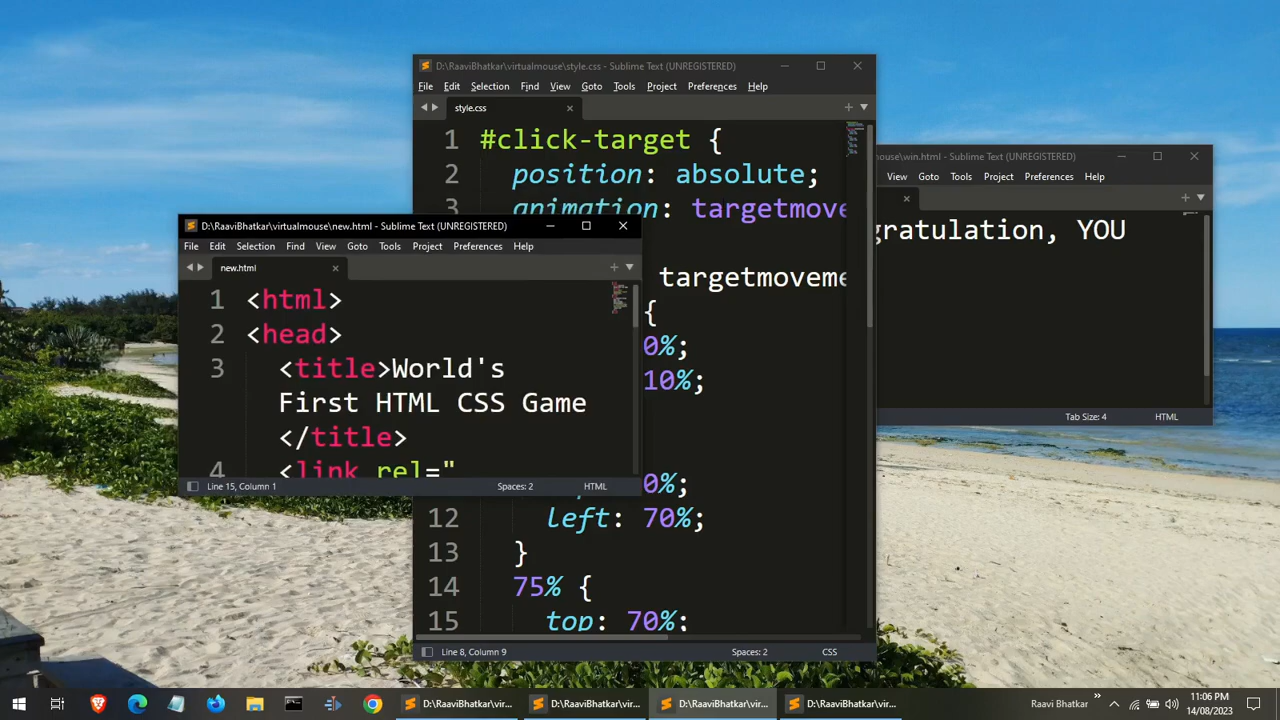 D:\RaaviBhatkar\virtualmouse\style.css - Sublime Text (UNREGISTERED)
File Edit Selection Find View Goto Tools Project Preferences Help
style.css
1 #click-target {
2 position: absolute;
3 animation: targetmove
targetmoveme
{
0%;
10%;
0%;
12 left: 70%;
13 }
14 75% {
15 top: 70%;
Line 8, Column 9 Spaces: 2 CSS
D:\RaaviBhatkar\virtualmouse\new.html - Sublime Text (UNREGISTERED)
File Edit Selection Find View Goto Tools Project Preferences Help
new.html
1 <html>
2 <head>
3 <title>World's
First HTML CSS Game
</title>
4 <link rel="
Line 15, Column 1 Spaces: 2 HTML
ouse\win.html - Sublime Text (UNREGISTERED)
View Goto Tools Project Preferences Help
gratulation, YOU
Tab Size: 4 HTML
D:\RaaviBhatkar\vir... D:\RaaviBhatkar\vir... D:\RaaviBhatkar\vir... D:\RaaviBhatkar\vir... Raavi Bhatkar 11:06 PM
14/08/2023